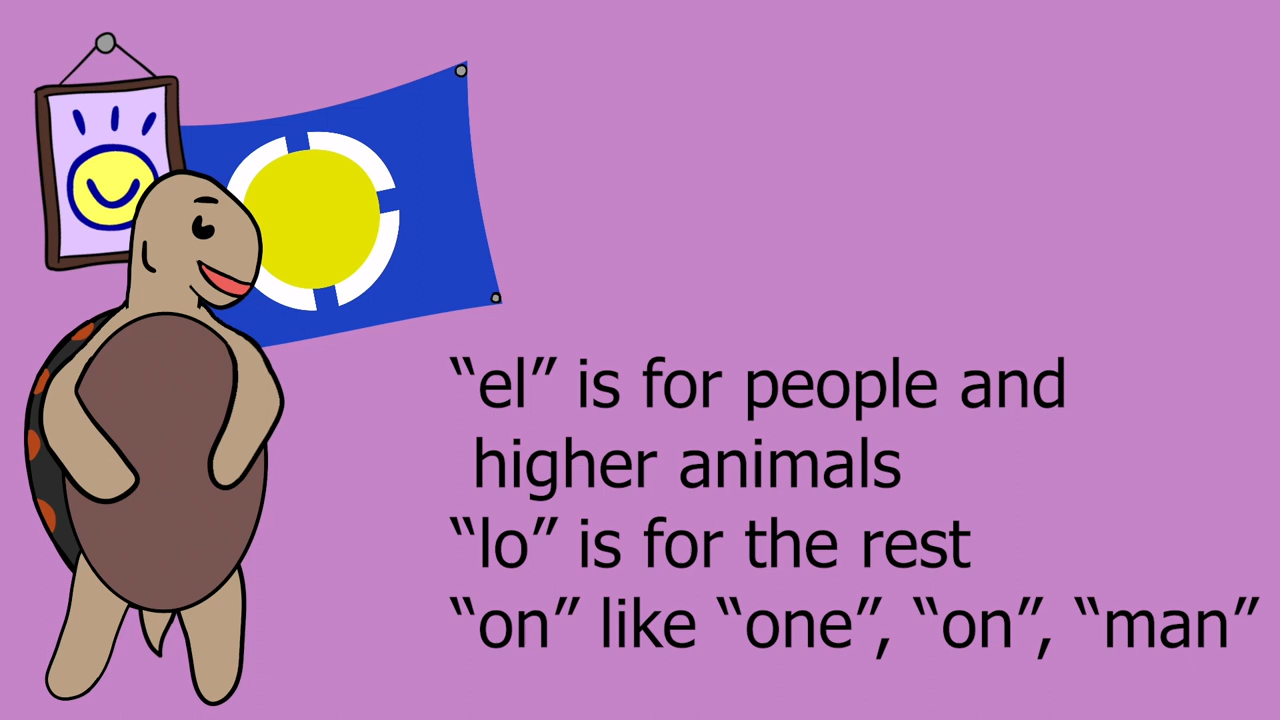 “el” is for people and
higher animals
“lo” is for the rest
“on” like “one”, “on”, “man”